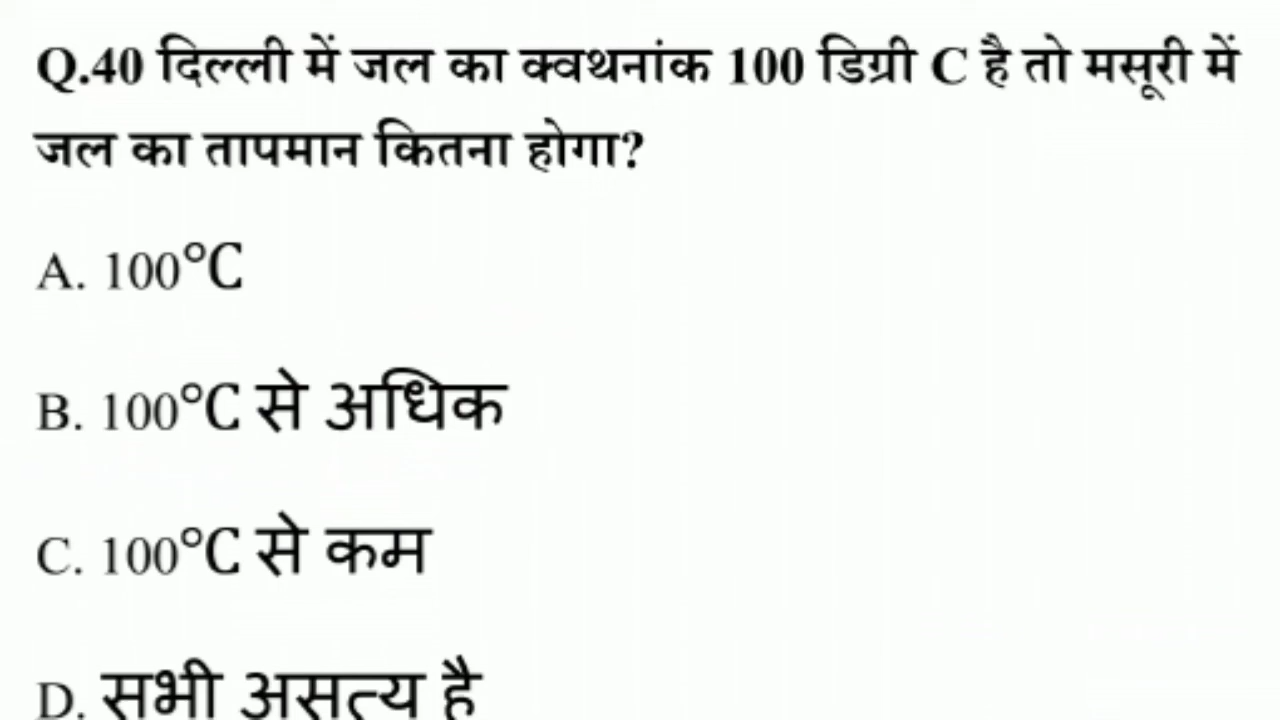 Q.40 दिल्ली में जल का क्वथनांक 100 डिग्री C है तो मसूरी में
जल का तापमान कितना होगा?
A. 100°C
B. 100°C से अधिक
C. 100°C से कम
D. सभी असत्य है